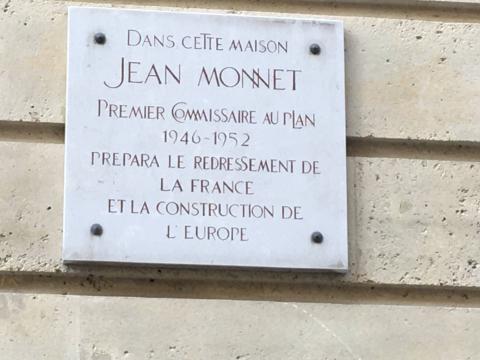 DANS CETTE MAISON
JEAN MONNET
PREMIER COMMISSAIRE AU PLAN
1946-1952
PREPARA LE REDRESSEMENT DE
LA FRANCE
ET LA CONSTRUCTION DE
L'EUROPE